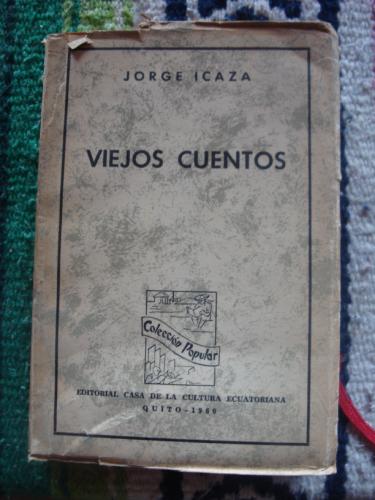 JORGE ICAZA
VIEJOS CUENTOS
Colección Popular
EDITORIAL CASA DE LA CULTURA ECUATORIANA
QUITO - 1960